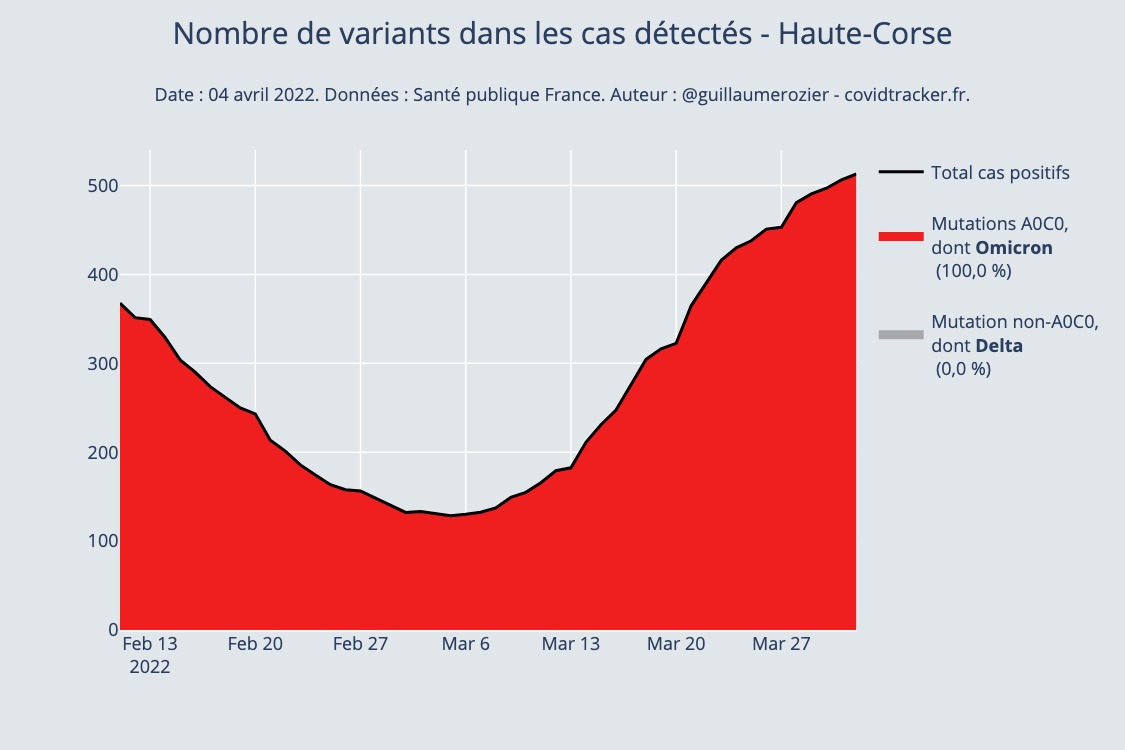 Nombre de variants dans les cas détectés - Haute-Corse
Date : 04 avril 2022. Données : Santé publique France. Auteur : @guillaumerozier - covidtracker.fr.
500
400
300
200
100
0
Feb 13
2022
Feb 20
Feb 27
Mar 6
Mar 13
Mar 20
Mar 27
Total cas positifs
Mutations A0C0,
dont Omicron
(100,0 %)
Mutation non-A0C0,
dont Delta
(0,0 %)